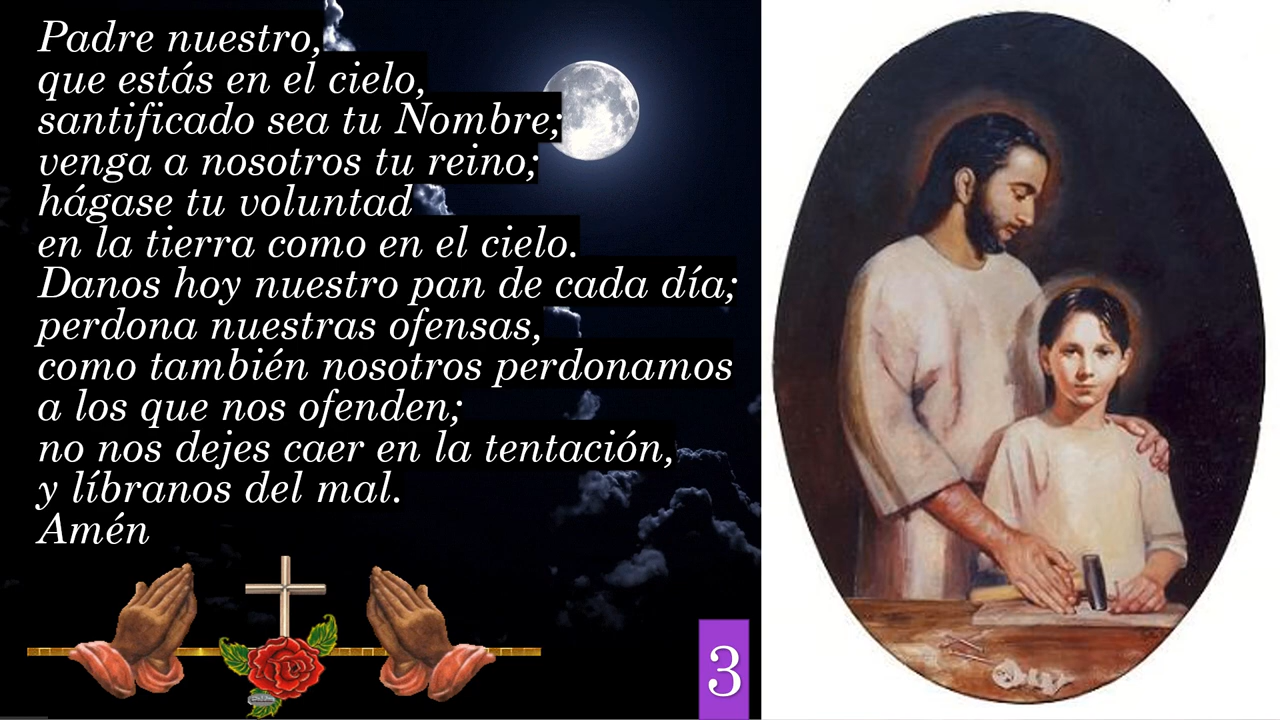 Padre nuestro,
que estás en el cielo,
santificado sea tu Nombre;
venga a nosotros tu reino;
hágase tu voluntad
en la tierra como en el cielo.
Danos hoy nuestro pan de cada día;
perdona nuestras ofensas,
como también nosotros perdonamos
a los que nos ofenden;
no nos dejes caer en la tentación,
y líbranos del mal.
Amén
3